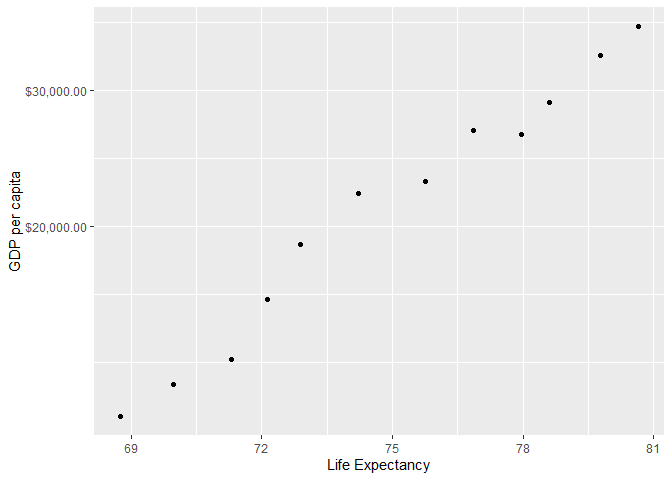 $30,000.00
$20,000.00
GDP per capita
69 72 75 78 81
Life Expectancy